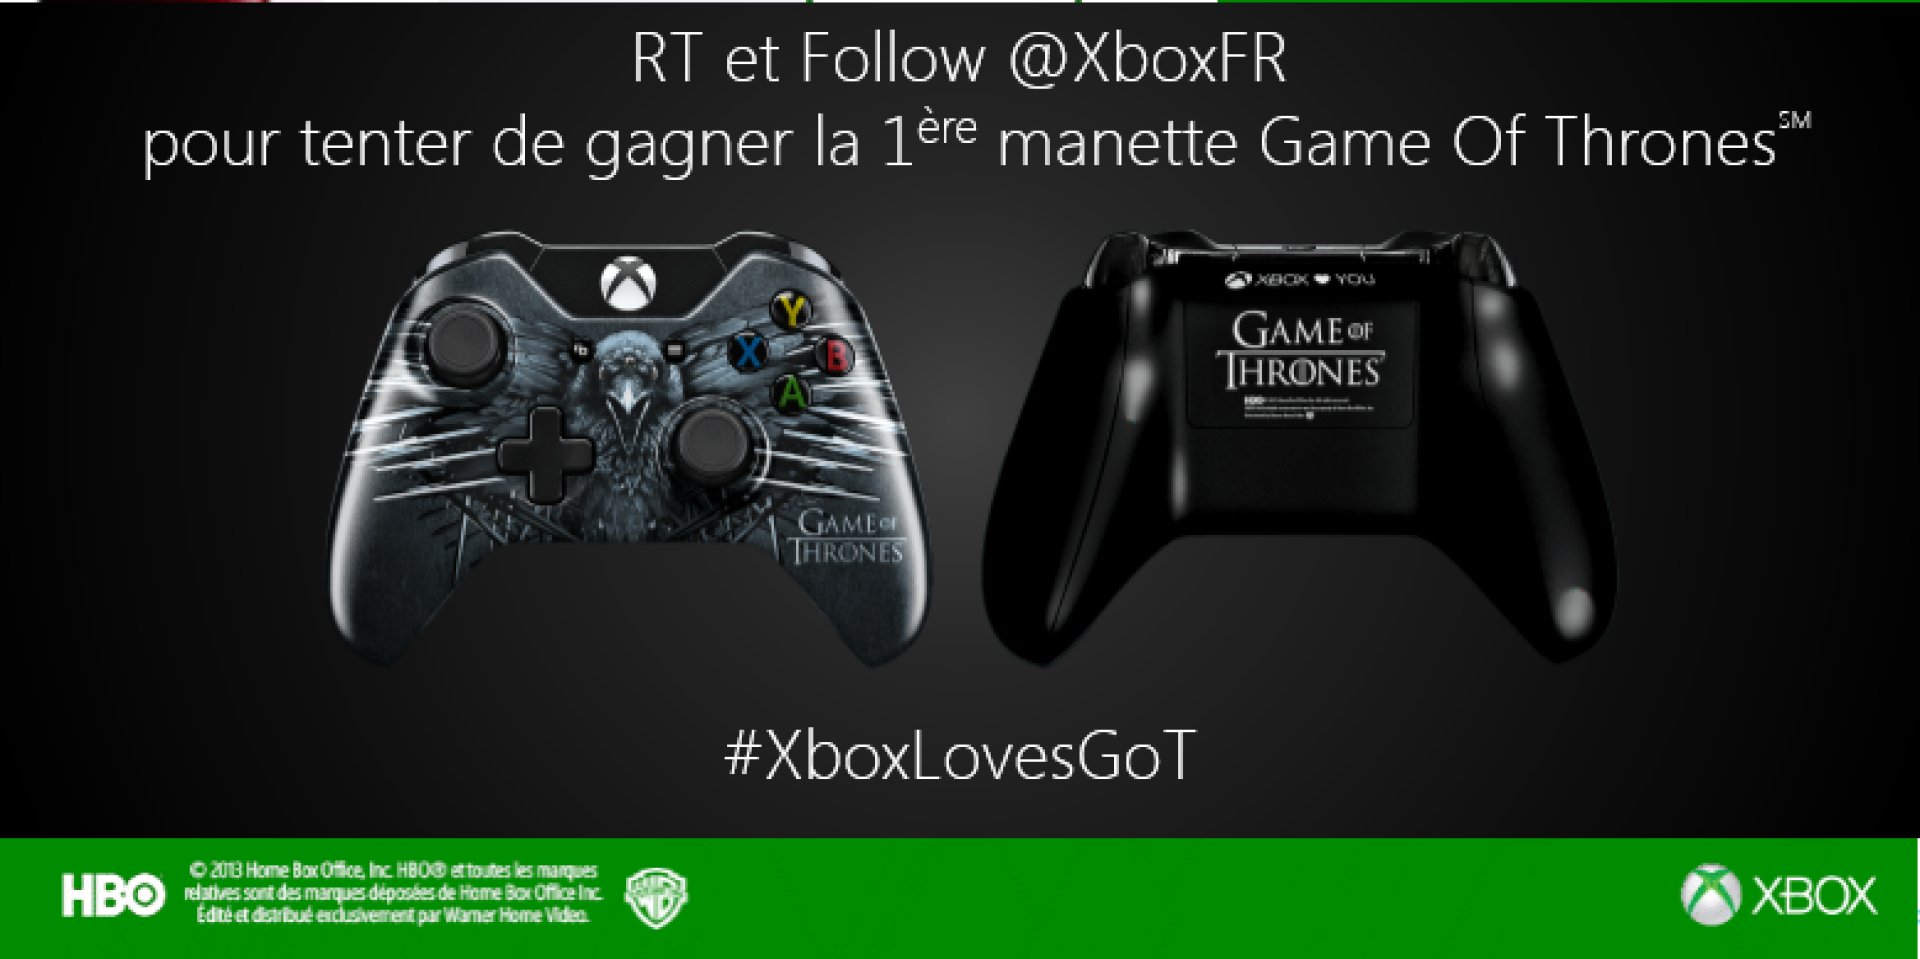 RT et Follow @XboxFR
pour tenter de gagner la 1ère manette Game Of Thrones℠
Y
X
B
A
GAME OF
THRONES
XBOX ♥ YOU
GAME OF
THRONES
HBO
#XboxLovesGoT
HBO
© 2013 Home Box Office, Inc. HBO® et toutes les marques
relatives sont des marques déposées de Home Box Office Inc.
Édité et distribué exclusivement par Warner Home Video.
XBOX